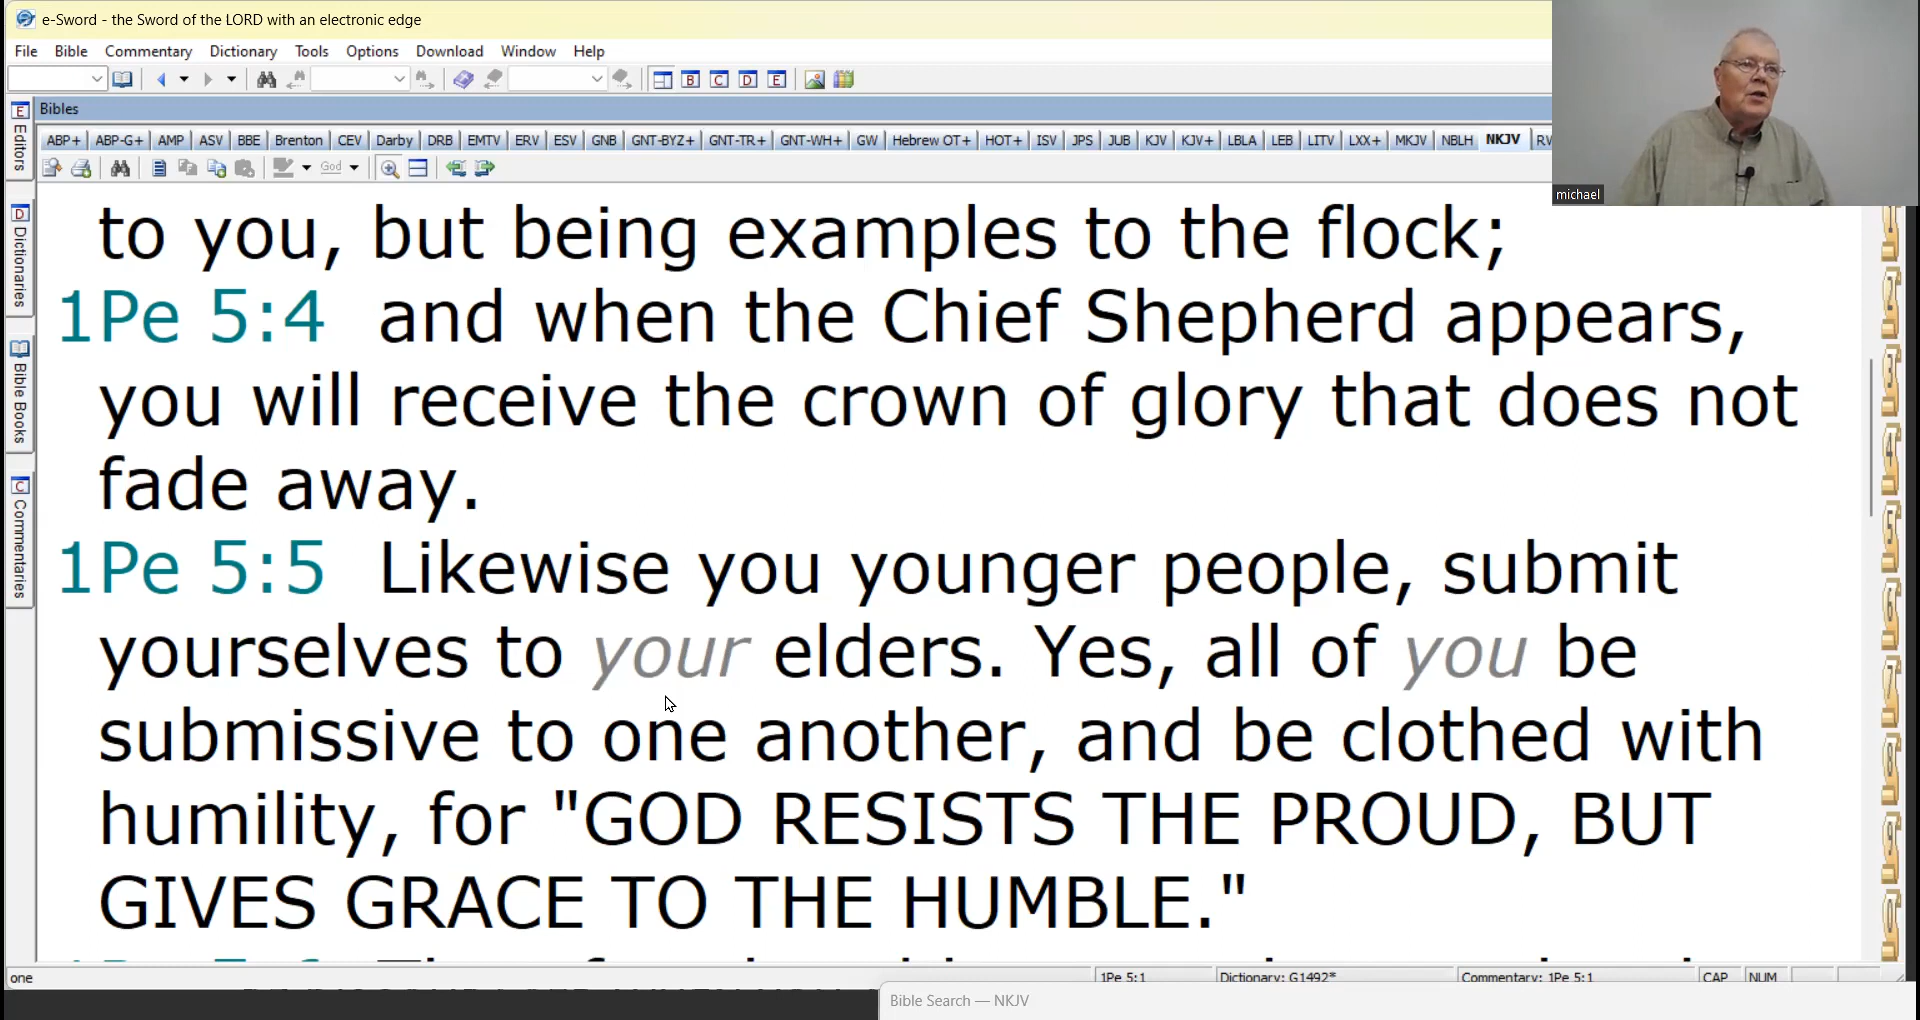 e-Sword - the Sword of the LORD with an electronic edge
File Bible Commentary Dictionary Tools Options Download Window Help
B C D E
Bibles
ABP+ ABP-G+ AMP ASV BBE Brenton CEV Darby DRB EMTV ERV ESV GNB GNT-BYZ+ GNT-TR+ GNT-WH+ GW Hebrew OT+ HOT+ ISV JPS JUB KJV KJV+ LBLA LEB LITV LXX+ MKJV NBLH NKJV RV
God
michael
E Editors
D Dictionaries
Bible Books
C Commentaries
to you, but being examples to the flock;
1Pe 5:4 and when the Chief Shepherd appears,
you will receive the crown of glory that does not
fade away.
1Pe 5:5 Likewise you younger people, submit
yourselves to your elders. Yes, all of you be
submissive to one another, and be clothed with
humility, for "GOD RESISTS THE PROUD, BUT
GIVES GRACE TO THE HUMBLE."
one 1Pe 5:1 Dictionary: G1492* Commentary: 1Pe 5:1 CAP NUM
Bible Search — NKJV